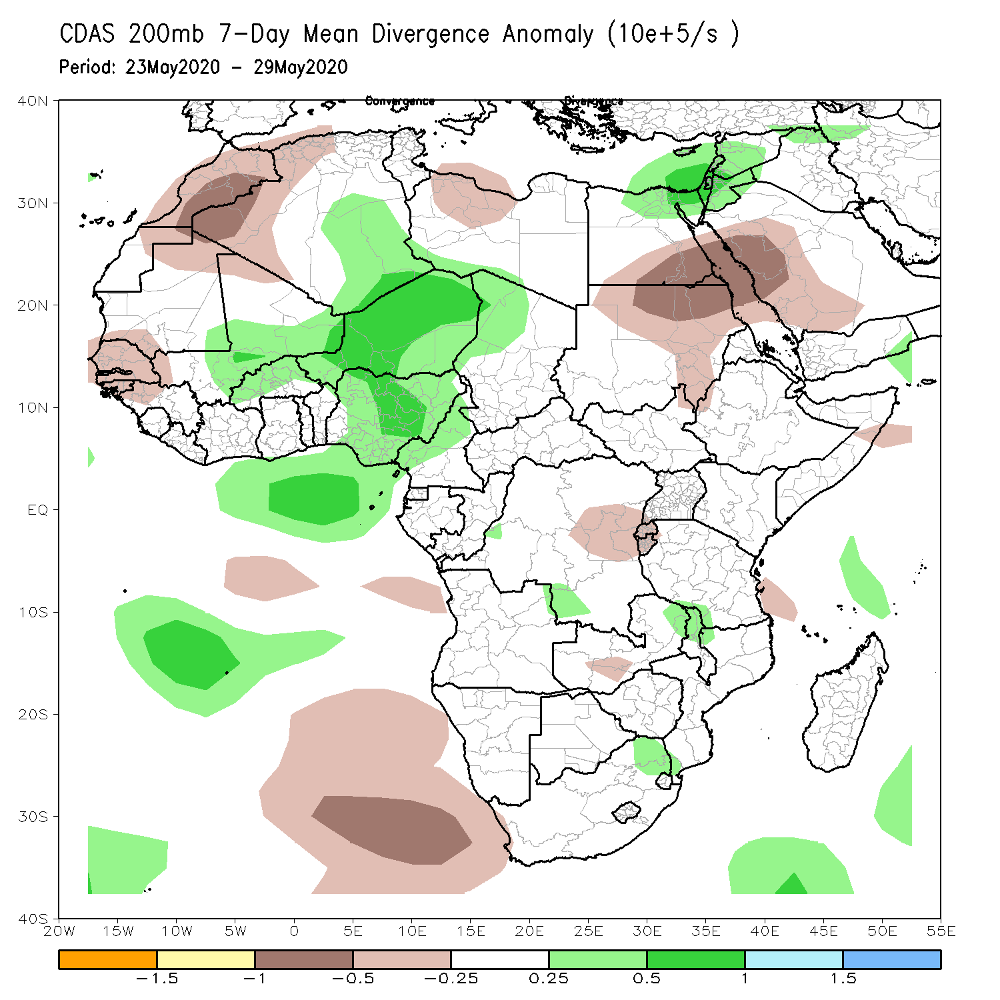 CDAS 200mb 7-Day Mean Divergence Anomaly (10e+5/s )
Period: 23May2020 - 29May2020
Convergence Divergence
40N
30N
20N
10N
EQ
10S
20S
30S
40S
20W 15W 10W 5W 0 5E 10E 15E 20E 25E 30E 35E 40E 45E 50E 55E
-1.5 -1 -0.5 -0.25 0.25 0.5 1 1.5